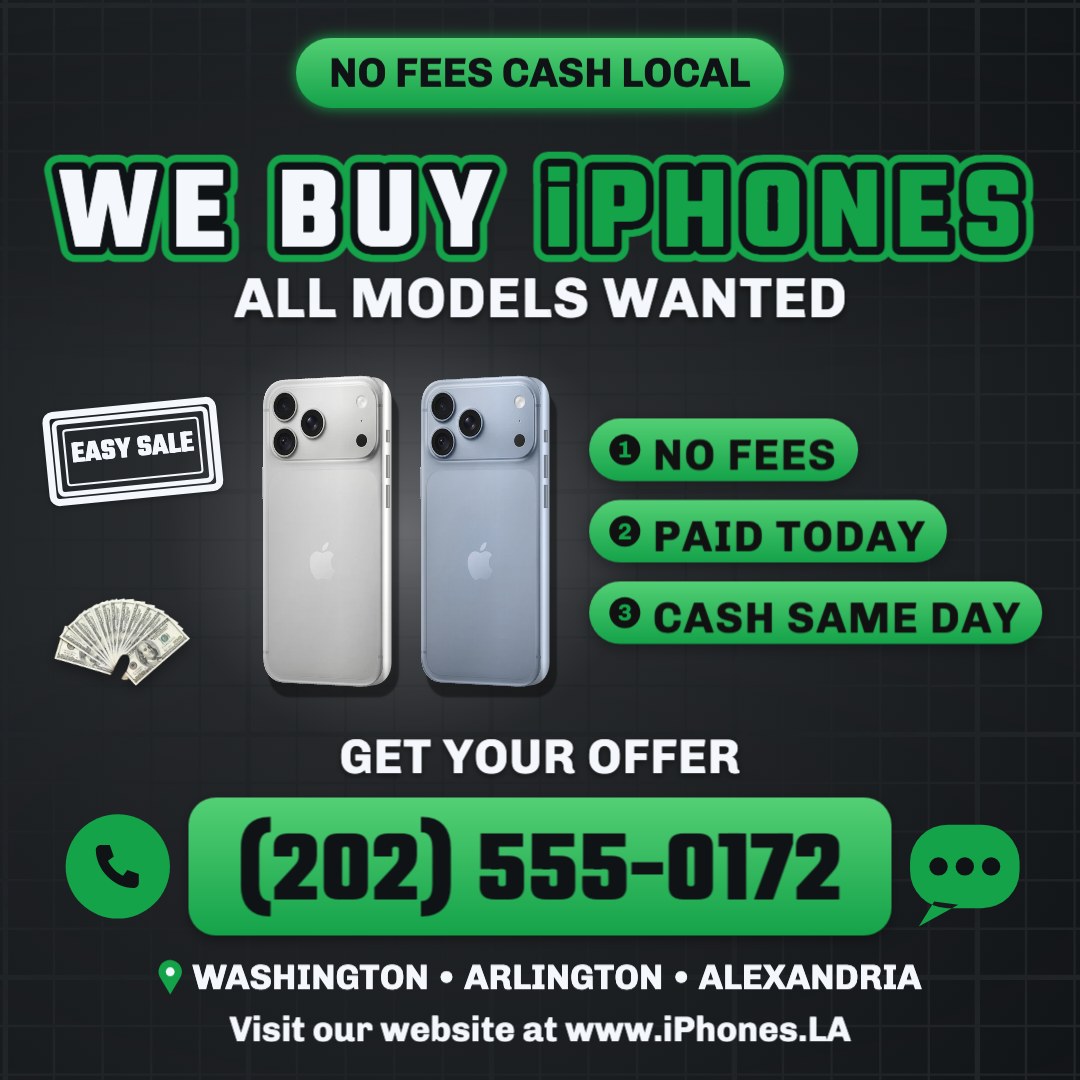 NO FEES CASH LOCAL
WE BUY iPHONES
ALL MODELS WANTED
EASY SALE
1 NO FEES
2 PAID TODAY
3 CASH SAME DAY
GET YOUR OFFER
(202) 555-0172
WASHINGTON • ARLINGTON • ALEXANDRIA
Visit our website at www.iPhones.LA